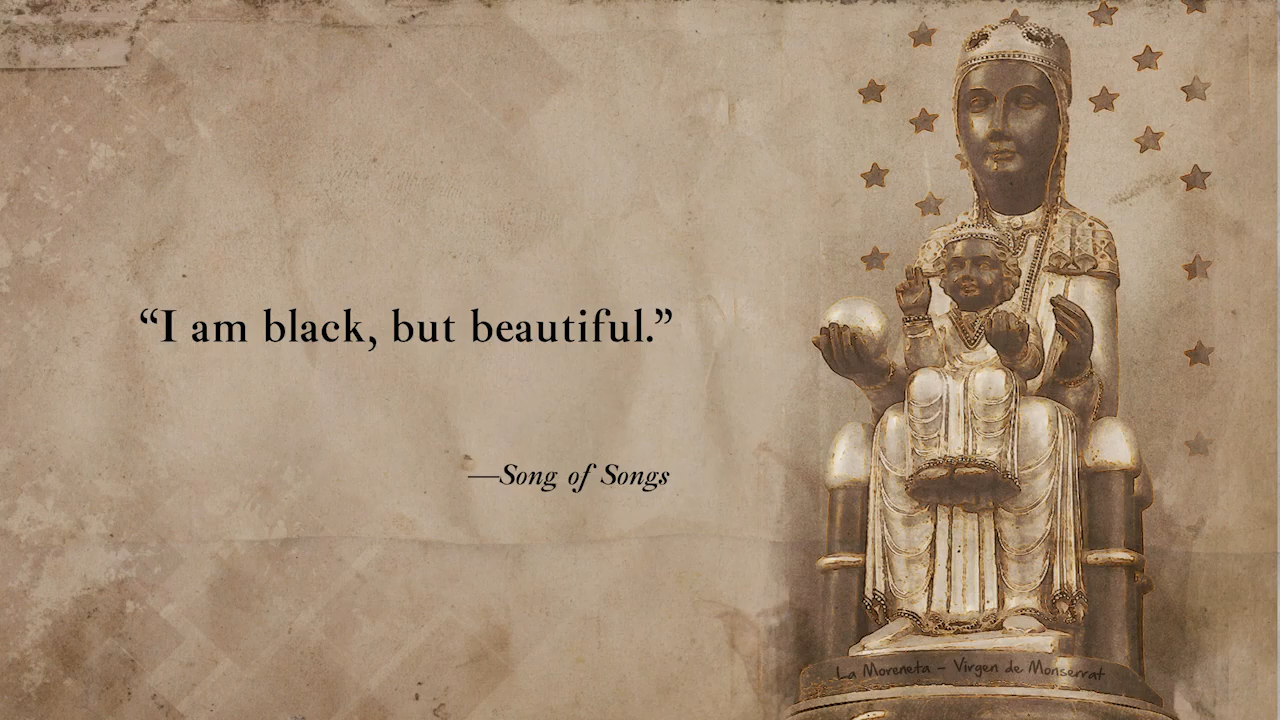 “I am black, but beautiful.”
—Song of Songs
La Moreneta - Virgen de Monserrat